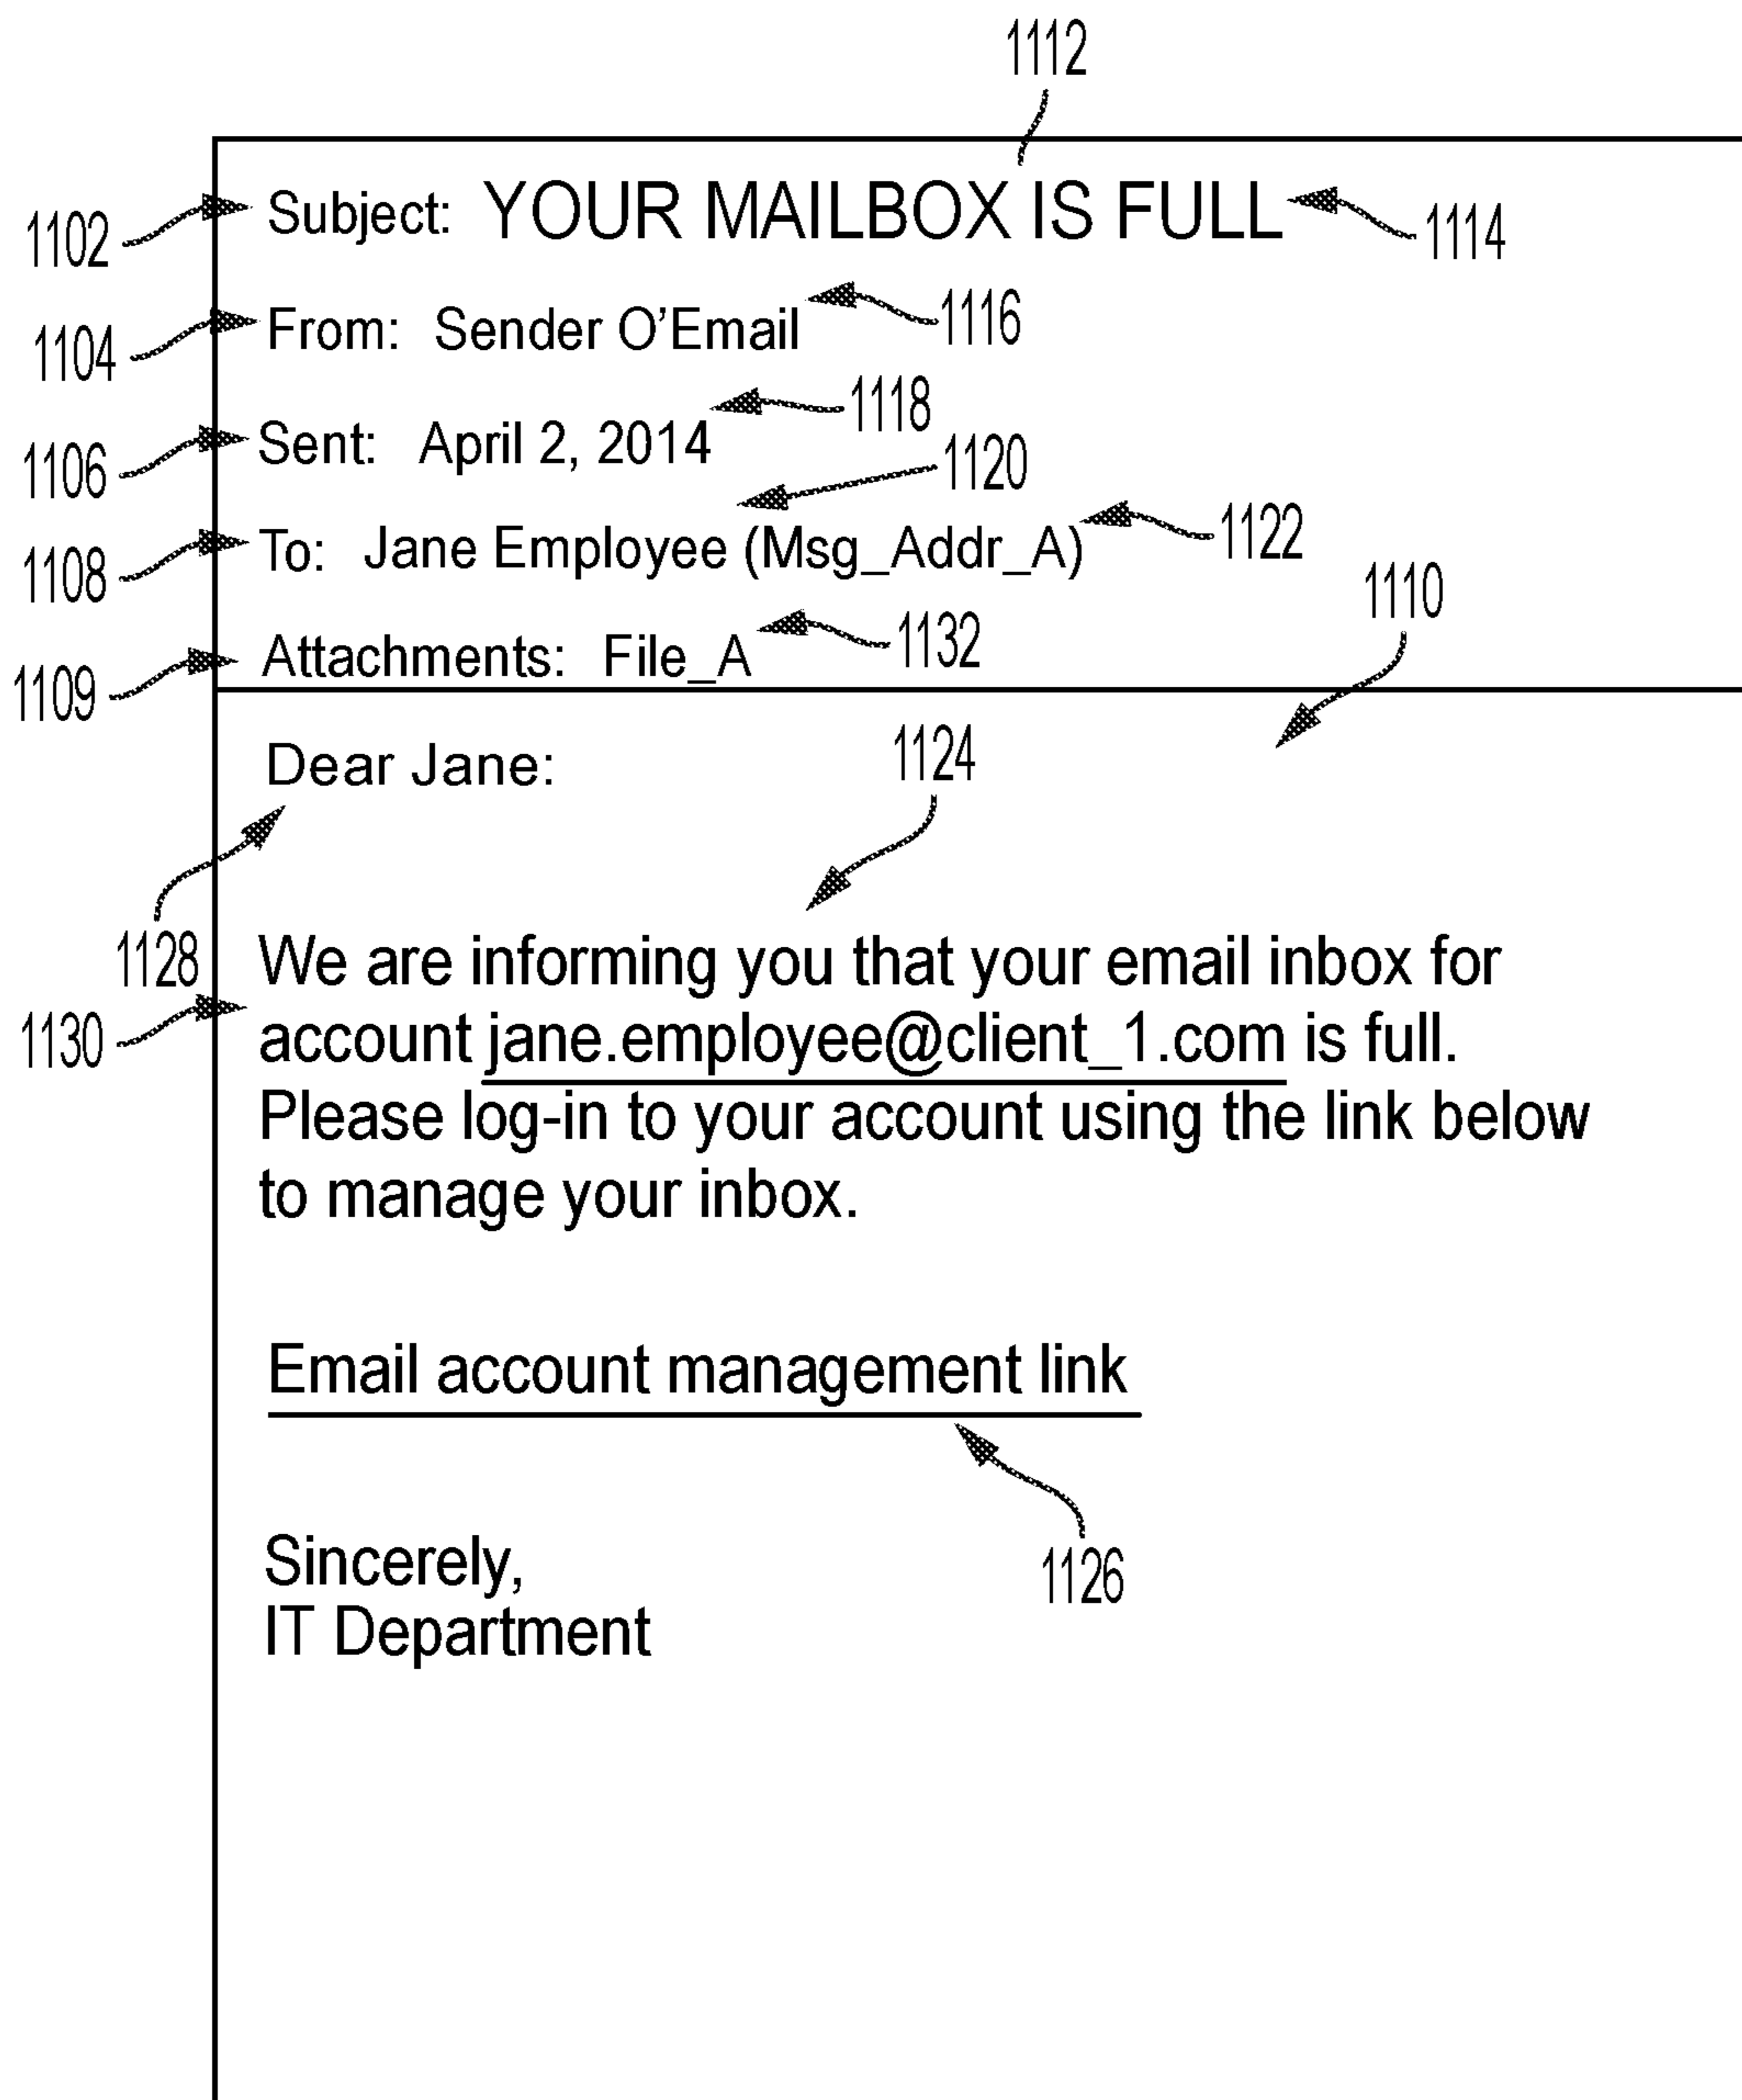 1112
1102 Subject: YOUR MAILBOX IS FULL 1114
1104 From: Sender O'Email 1116
1106 Sent: April 2, 2014 1118
1120
1108 To: Jane Employee (Msg_Addr_A) 1122
1110
1109 Attachments: File_A 1132
Dear Jane: 1124
1128 We are informing you that your email inbox for
1130 account jane.employee@client_1.com is full.
Please log-in to your account using the link below
to manage your inbox.
Email account management link
1126
Sincerely,
IT Department